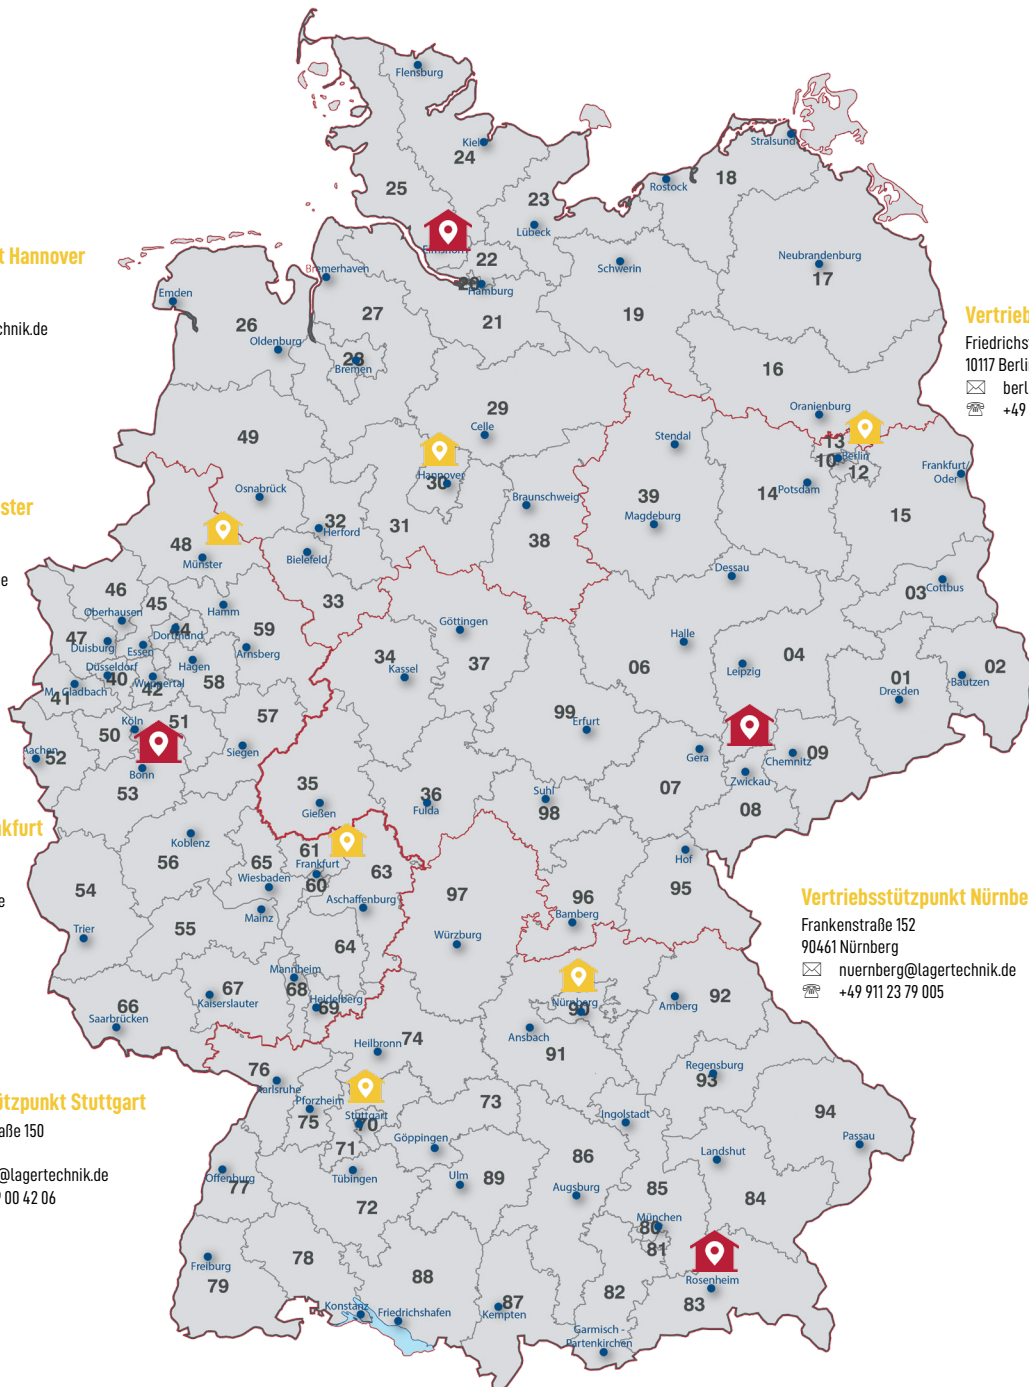 Flensburg
Kiel
24
25
Stralsund
18
Rostock
23
Lübeck
t Hannover
22
Schwerin
Neubrandenburg
17
Bremerhaven
Hamburg
Emden
27
19
21
chnik.de
26
Oldenburg
28
Bremen
Vertrieb
Friedrichs
10117 Berlin
berl
+49
16
29
Oranienburg
Celle
49
Stendal
13
Berlin
10
12
Hannover
30
Frankfurt/
Oder
Osnabrück
Braunschweig
39
14
Potsdam
ster
32
Herford
31
Magdeburg
15
48
38
Münster
Bielefeld
Dessau
e
46
45
33
03
Cottbus
Oberhausen
Hamm
Göttingen
47
44
Dortmund
59
Halle
Duisburg
Essen
Arnsberg
34
37
04
Düsseldorf
Hagen
Kassel
06
Leipzig
02
40
Wuppertal
58
01
Bautzen
M. Gladbach
42
Dresden
41
57
99
Köln
51
50
Erfurt
Aachen
52
Siegen
Gera
Chemnitz
09
Bonn
Zwickau
53
35
36
Suhl
07
Gießen
Fulda
98
08
nkfurt
Koblenz
61
56
65
Frankfurt
63
Hof
54
Wiesbaden
60
97
96
95
Aschaffenburg
Mainz
Bamberg
Vertriebsstützpunkt Nürnbe
e
55
Trier
64
Würzburg
Frankenstraße 152
90461 Nürnberg
nuernberg@lagertechnik.de
+49 911 23 79 005
Mannheim
67
68
92
Kaiserslauter
Heidelberg
69
Nürnberg
90
Amberg
66
Saarbrücken
Ansbach
74
Heilbronn
91
76
Regensburg
93
Karlsruhe
tützpunkt Stuttgart
Pforzheim
73
94
aße 150
75
Stuttgart
70
Ingolstadt
Göppingen
Passau
71
86
Landshut
@lagertechnik.de
Offenburg
77
Tübingen
Ulm
89
85
9 00 42 06
72
Augsburg
84
München
80
81
78
Freiburg
79
88
Rosenheim
82
83
87
Konstanz
Friedrichshafen
Kempten
Garmisch -
Partenkirchen